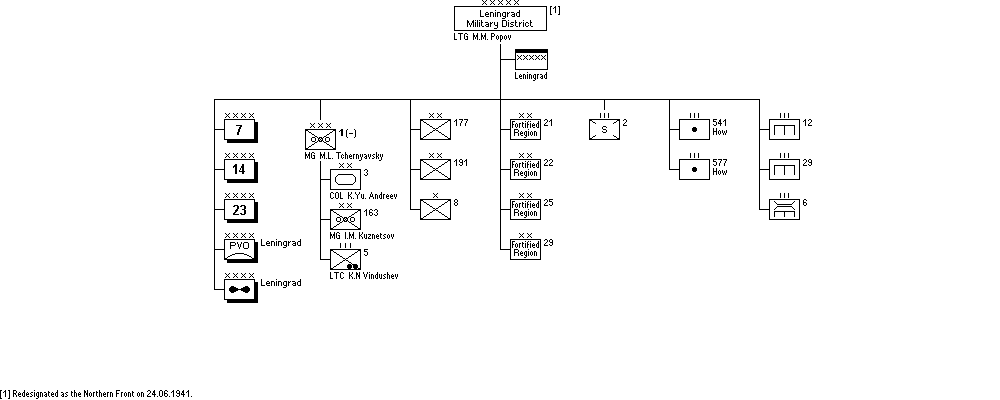 XXXXX
Leningrad
Military District
[1]
LTG M.M. Popov
XXXXX
Leningrad
XXXX
7
XXXX
14
XXXX
23
XXXX
PVO
Leningrad
XXXX
Leningrad
XXX
1 (-)
MG M.L. Tchernyavsky
XX
3
COL K.Yu. Andreev
XX
163
MG I.M. Kuznetsov
III
5
LTC K.N Vindushev
XX
177
XX
191
X
8
XX
Fortified
Region
21
XX
Fortified
Region
22
XX
Fortified
Region
25
XX
Fortified
Region
29
III
S
2
III
541
How
III
577
How
III
12
III
29
III
6
[1] Redesignated as the Northern Front on 24.06.1941.